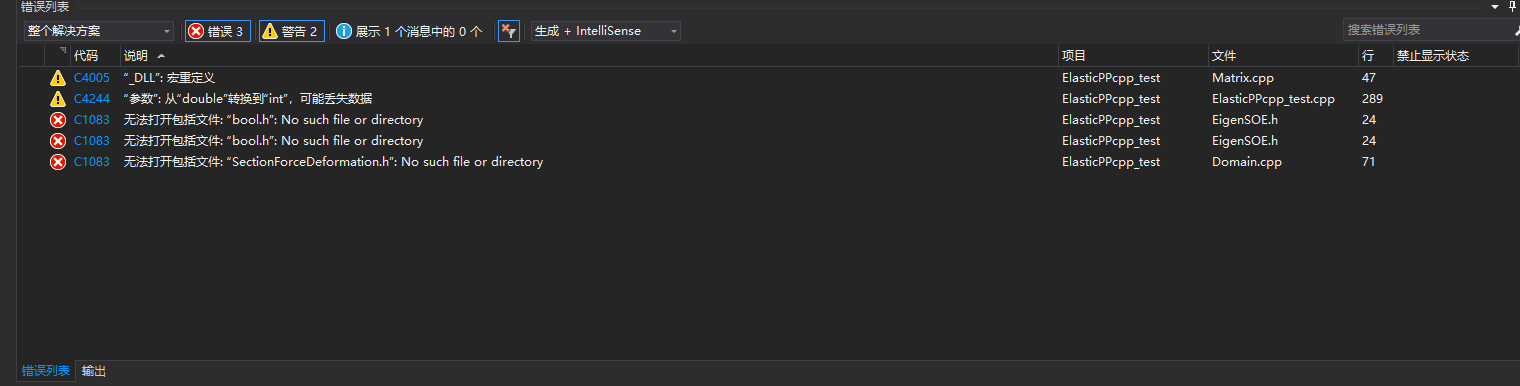 错误列表
整个解决方案 错误 3 警告 2 展示 1 个消息中的 0 个 生成 + IntelliSense 搜索错误列表
代码 说明 项目 文件 行 禁止显示状态
C4005 “_DLL”: 宏重定义 ElasticPPcpp_test Matrix.cpp 47
C4244 “参数”: 从“double”转换到“int”，可能丢失数据 ElasticPPcpp_test ElasticPPcpp_test.cpp 289
C1083 无法打开包括文件: “bool.h”: No such file or directory ElasticPPcpp_test EigenSOE.h 24
C1083 无法打开包括文件: “bool.h”: No such file or directory ElasticPPcpp_test EigenSOE.h 24
C1083 无法打开包括文件: “SectionForceDeformation.h”: No such file or directory ElasticPPcpp_test Domain.cpp 71
错误列表 输出